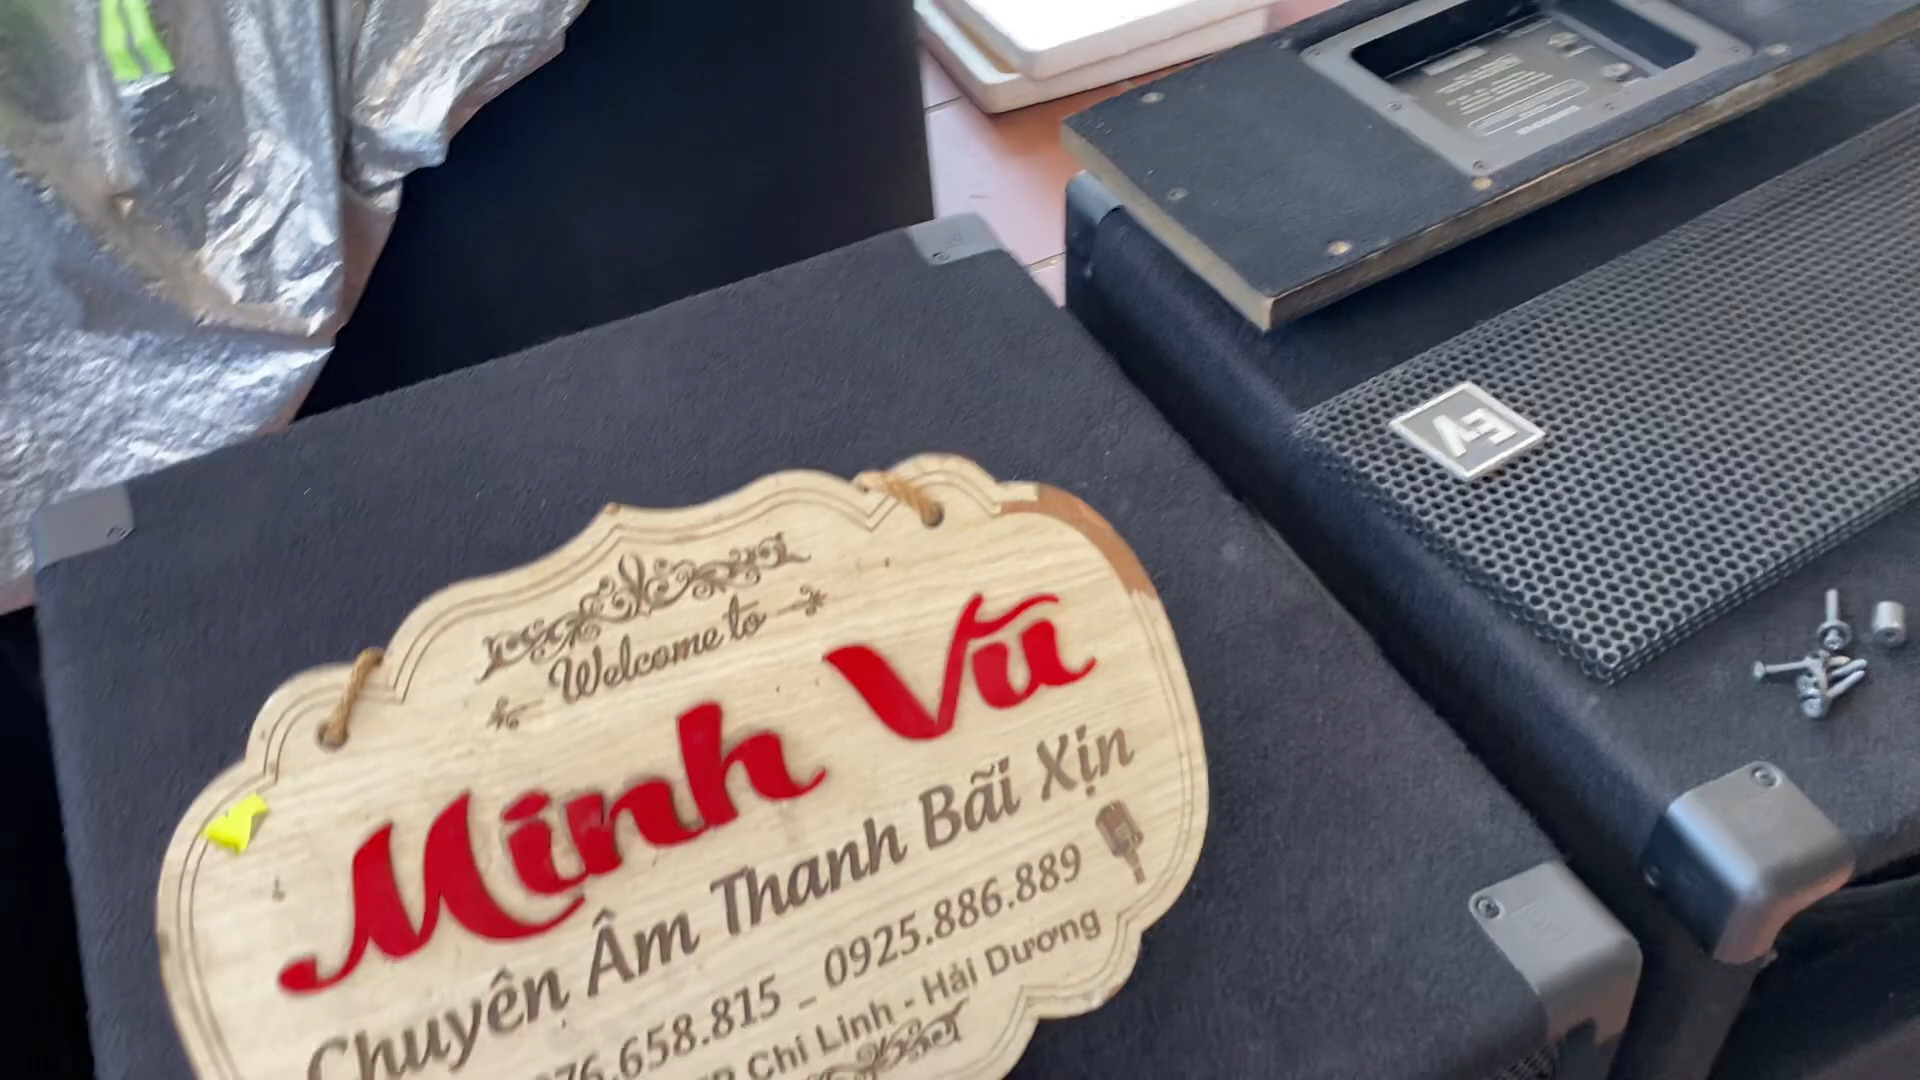 Welcome to
Minh Vũ
Chuyên Âm Thanh Bãi Xịn
76.658.815 _ 0925.886.889
TP Chí Linh - Hải Dương
EV